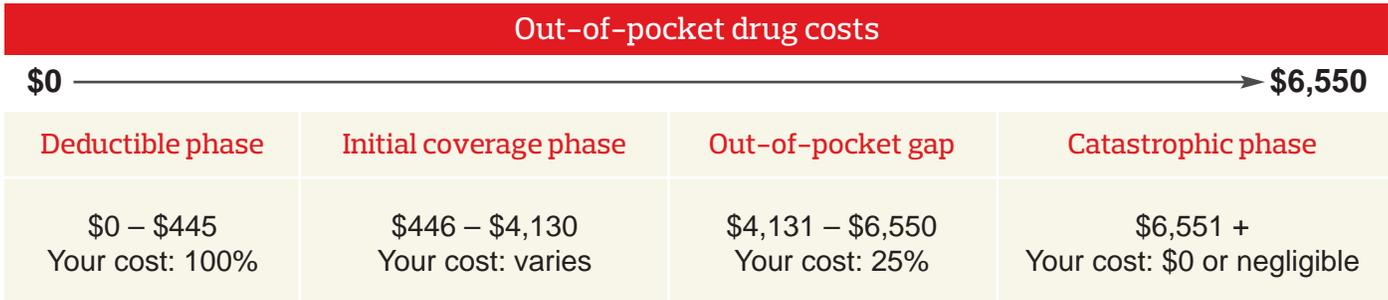 Out-of-pocket drug costs
$0 $6,550
Deductible phase
Initial coverage phase
Out-of-pocket gap
Catastrophic phase
$0 – $445
Your cost: 100%
$446 – $4,130
Your cost: varies
$4,131 – $6,550
Your cost: 25%
$6,551 +
Your cost: $0 or negligible